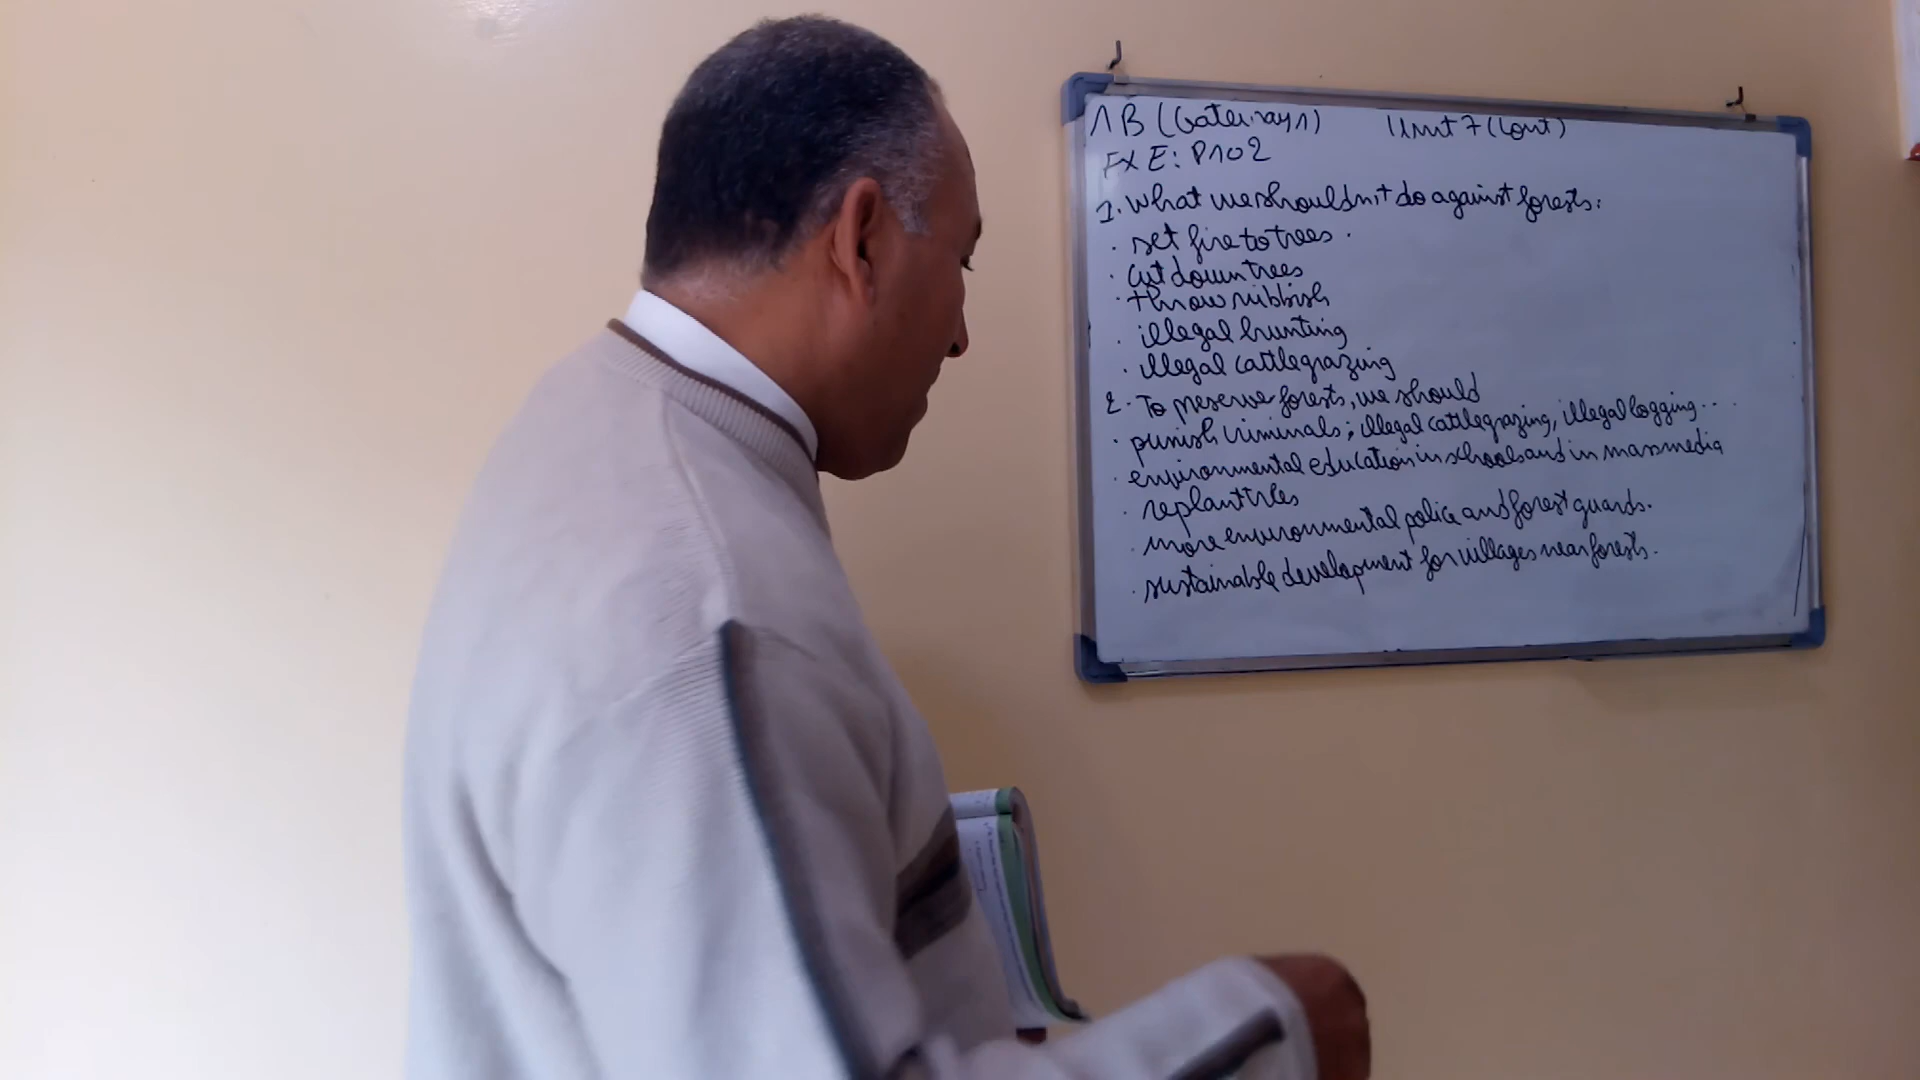 1B (Gateway1) Unit 7 (Cont)
EX E: P102
1. What we shouldn't do against forests:
. set fire to trees.
. cut down trees
. throw rubbish
. illegal hunting
. illegal cattle grazing
2. To preserve forests, we should
. punish criminals; illegal cattle grazing, illegal logging...
. environmental education in schools and in mass media
. replant trees
. more environmental police and forest guards.
. sustainable development for villages near forests.